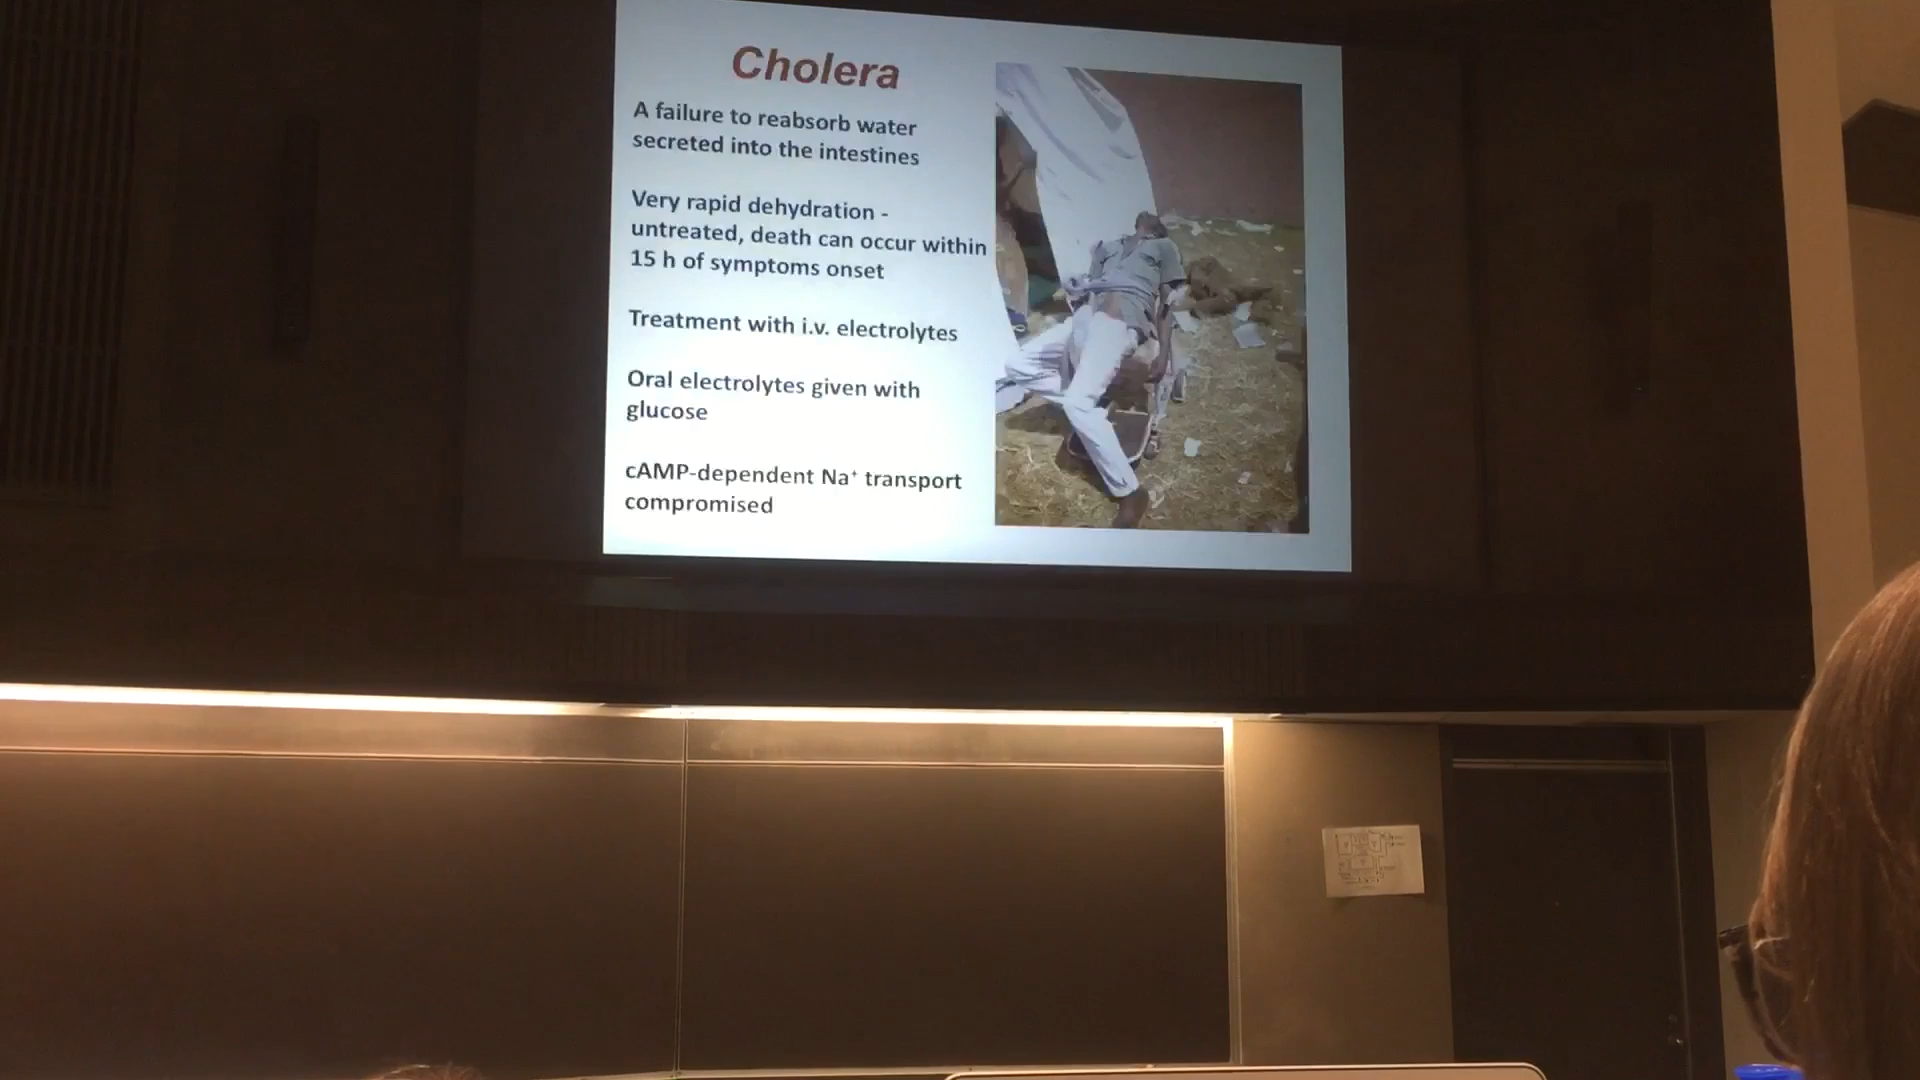 Cholera
A failure to reabsorb water
secreted into the intestines
Very rapid dehydration -
untreated, death can occur within
15 h of symptoms onset
Treatment with i.v. electrolytes
Oral electrolytes given with
glucose
cAMP-dependent Na⁺ transport
compromised